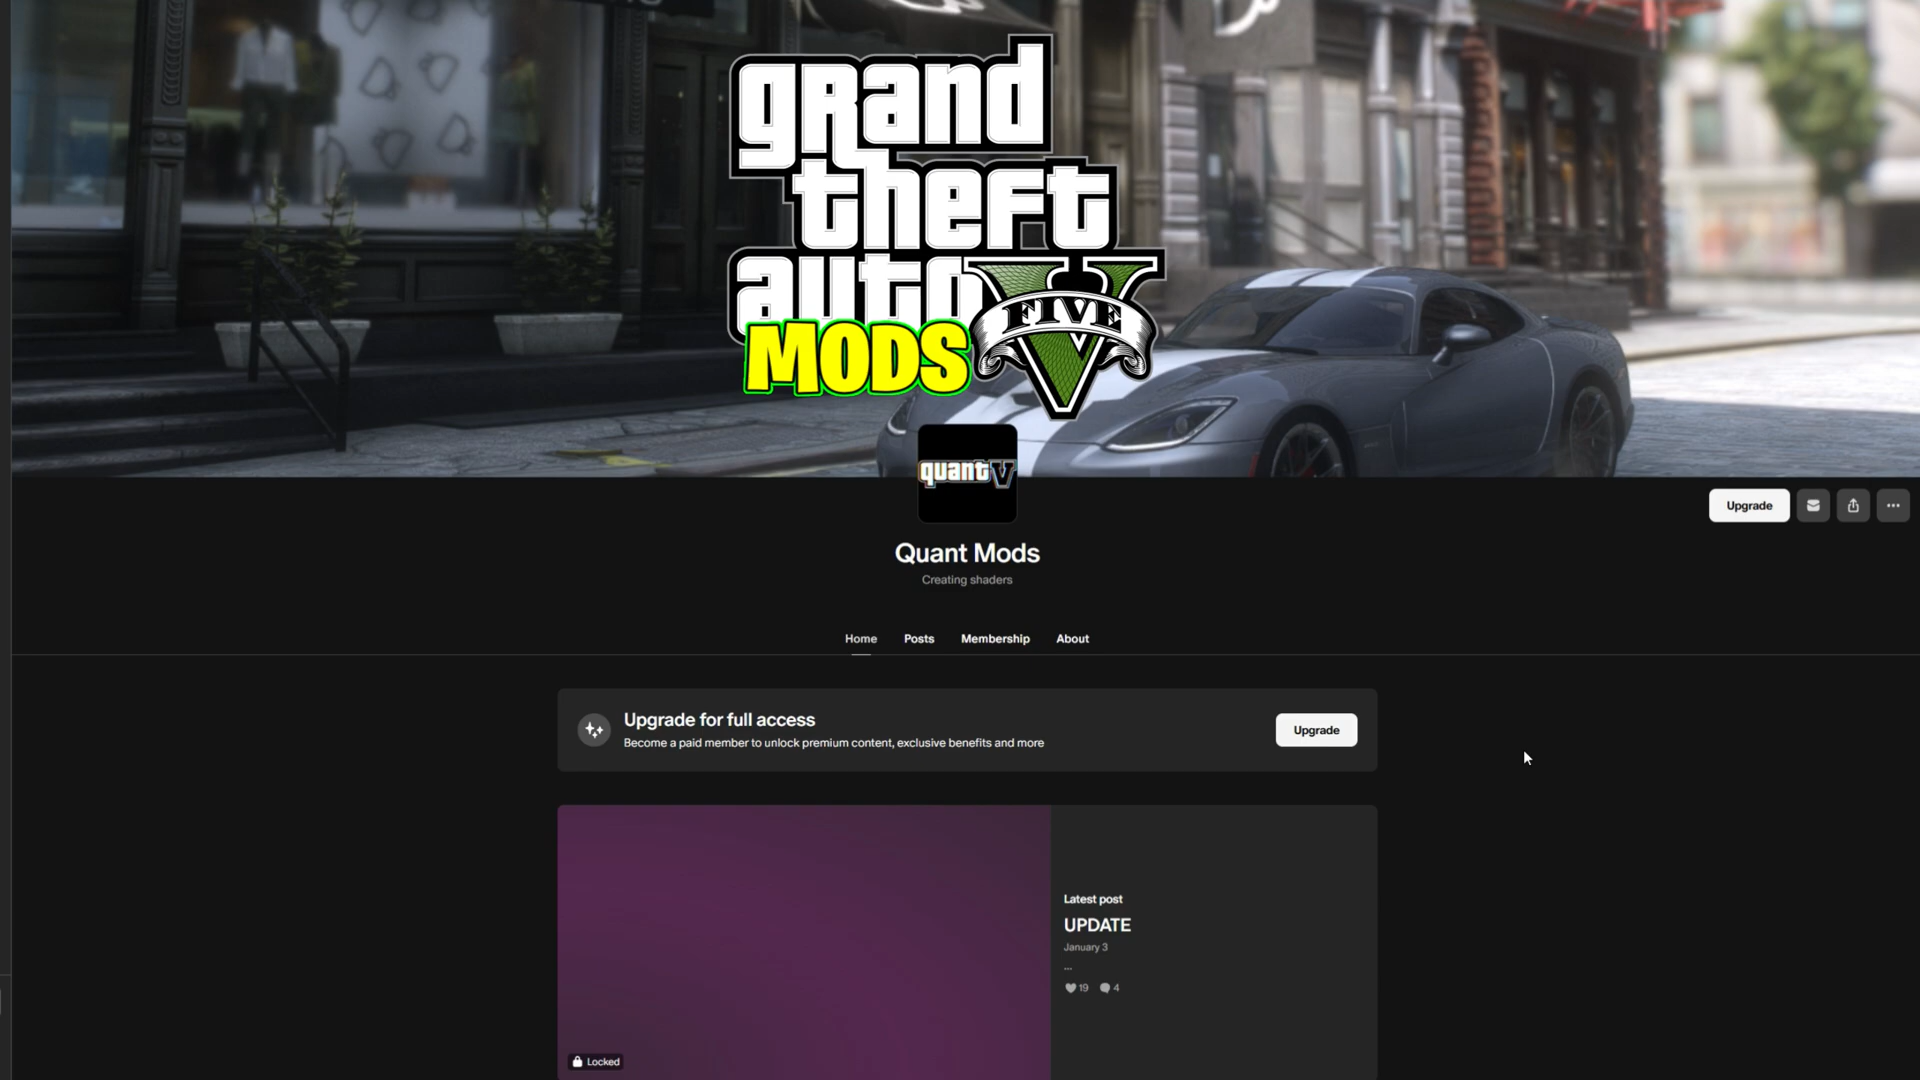 grand
theft
auto
FIVE
MODS
quantV
Upgrade
Quant Mods
Creating shaders
Home Posts Membership About
Upgrade for full access
Become a paid member to unlock premium content, exclusive benefits and more
Upgrade
Latest post
UPDATE
January 3
...
19 4
Locked